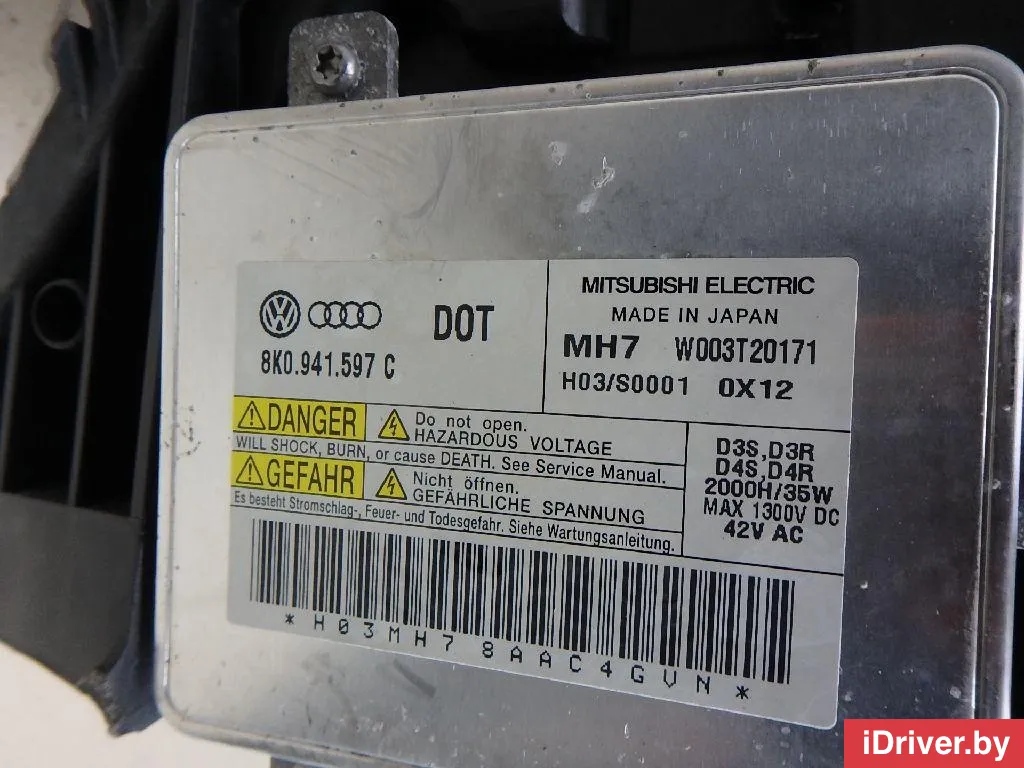 8K0.941.597 C
DOT
MITSUBISHI ELECTRIC
MADE IN JAPAN
MH7 W003T20171
H03/S0001 0X12
DANGER
Do not open.
HAZARDOUS VOLTAGE
WILL SHOCK, BURN, or cause DEATH. See Service Manual.
GEFAHR
Nicht öffnen.
GEFÄHRLICHE SPANNUNG
Es besteht Stromschlag-, Feuer- und Todesgefahr. Siehe Wartungsanleitung.
D3S,D3R
D4S,D4R
2000H/35W
MAX 1300V DC
42V AC
*H03MH78AAC4GVN*
iDriver.by